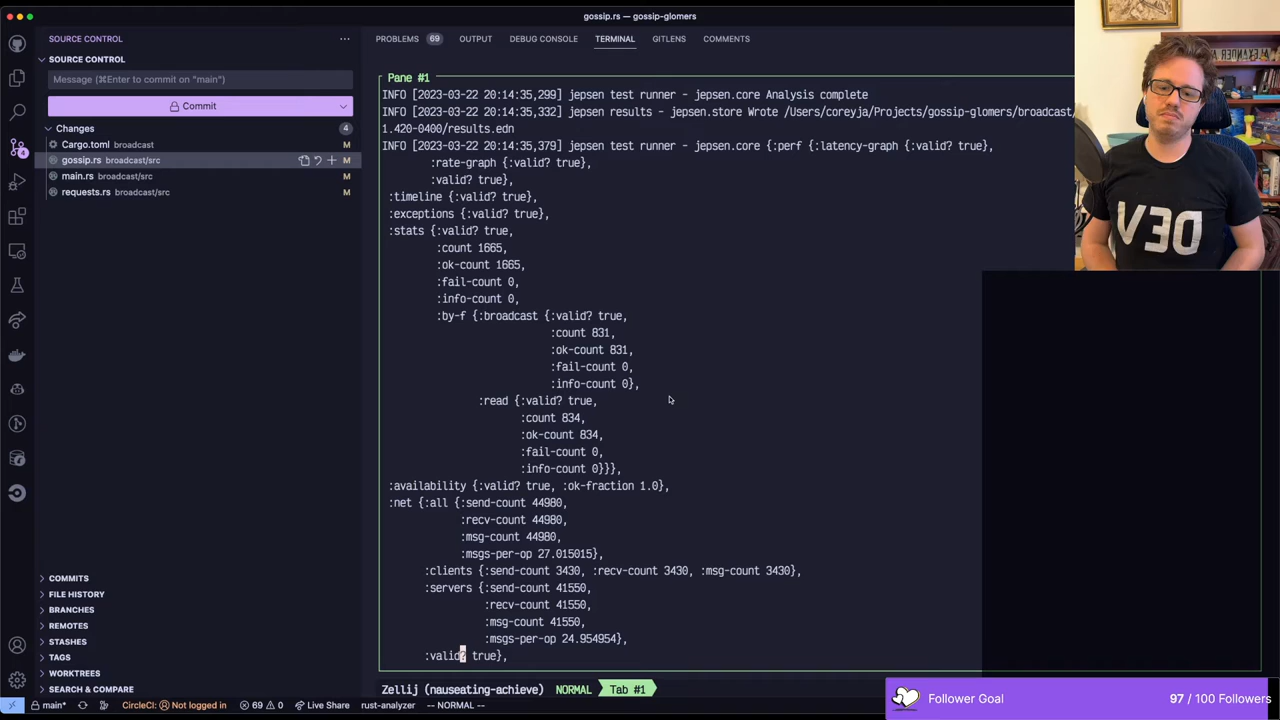 gossip.rs — gossip-glomers
SOURCE CONTROL
SOURCE CONTROL
Message (⌘Enter to commit on "main")
Commit
Changes
4
Cargo.toml broadcast
M
gossip.rs broadcast/src
M
main.rs broadcast/src
M
requests.rs broadcast/src
M
COMMITS
FILE HISTORY
BRANCHES
REMOTES
STASHES
TAGS
WORKTREES
SEARCH & COMPARE
PROBLEMS 69 OUTPUT DEBUG CONSOLE TERMINAL GITLENS COMMENTS
Pane #1
INFO [2023-03-22 20:14:35,299] jepsen test runner - jepsen.core Analysis complete
INFO [2023-03-22 20:14:35,332] jepsen results - jepsen.store Wrote /Users/coreyja/Projects/gossip-glomers/broadcast/
1.420-0400/results.edn
INFO [2023-03-22 20:14:35,379] jepsen test runner - jepsen.core {:perf {:latency-graph {:valid? true},
:rate-graph {:valid? true},
:valid? true},
:timeline {:valid? true},
:exceptions {:valid? true},
:stats {:valid? true,
:count 1665,
:ok-count 1665,
:fail-count 0,
:info-count 0,
:by-f {:broadcast {:valid? true,
:count 831,
:ok-count 831,
:fail-count 0,
:info-count 0},
:read {:valid? true,
:count 834,
:ok-count 834,
:fail-count 0,
:info-count 0}}},
:availability {:valid? true, :ok-fraction 1.0},
:net {:all {:send-count 44980,
:recv-count 44980,
:msg-count 44980,
:msgs-per-op 27.015015},
:clients {:send-count 3430, :recv-count 3430, :msg-count 3430},
:servers {:send-count 41550,
:recv-count 41550,
:msg-count 41550,
:msgs-per-op 24.954954},
:valid? true},
Zellij (nauseating-achieve) NORMAL Tab #1
DEV
Follower Goal 97 / 100 Followers
main* CircleCI: Not logged in 69 0 Live Share rust-analyzer -- NORMAL --